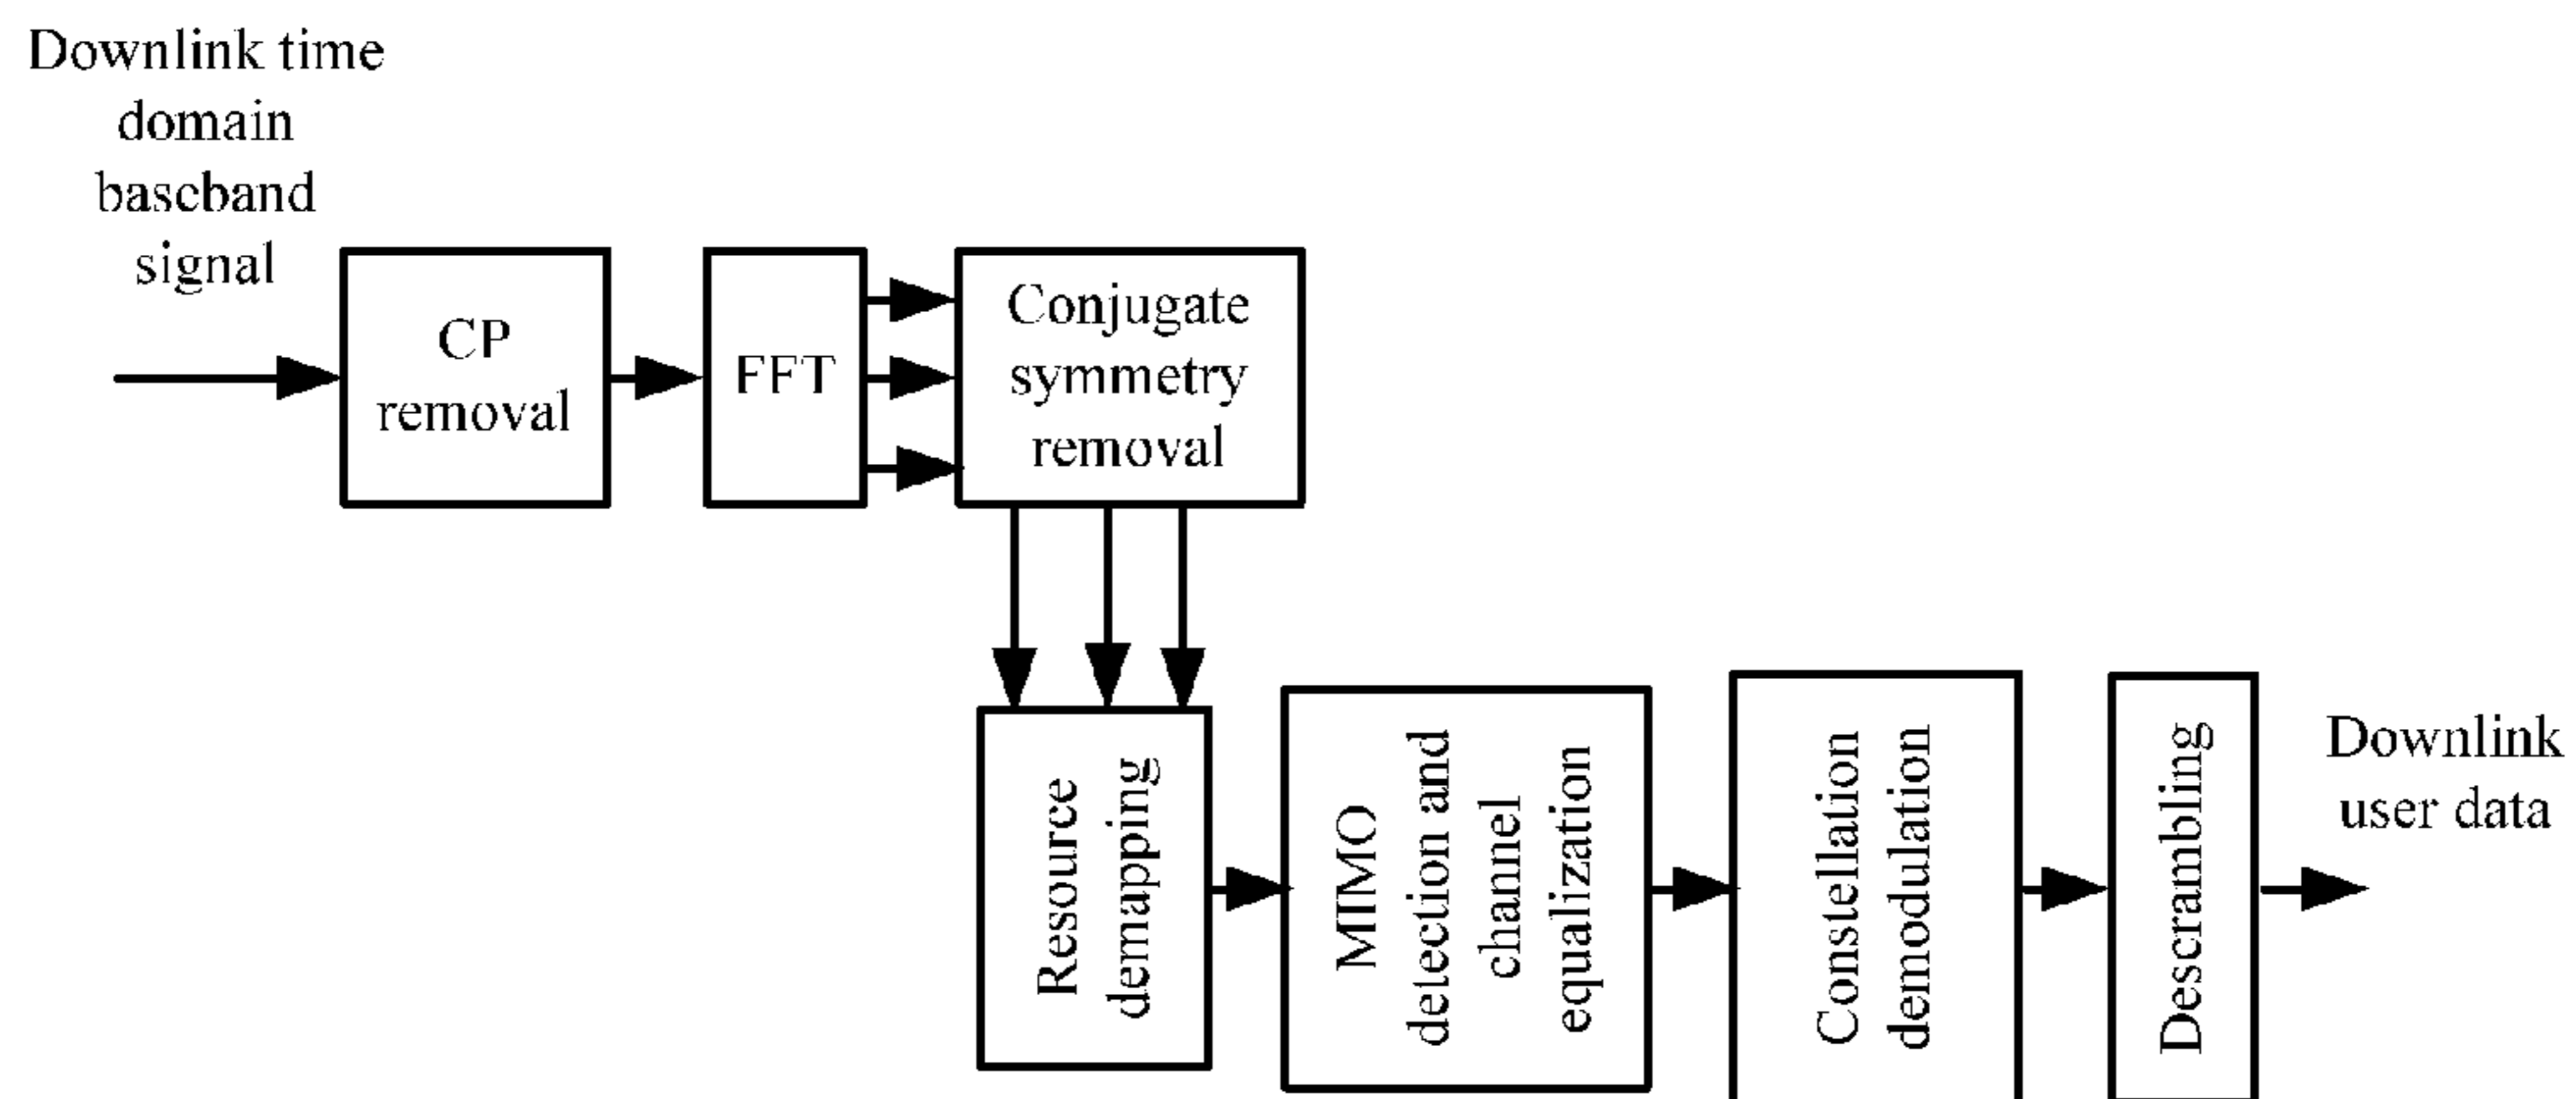 Downlink time
domain
baseband
signal
CP
removal
FFT
Conjugate
symmetry
removal
Resource
demapping
MIMO
detection and
channel
equalization
Constellation
demodulation
Descrambling
Downlink
user data